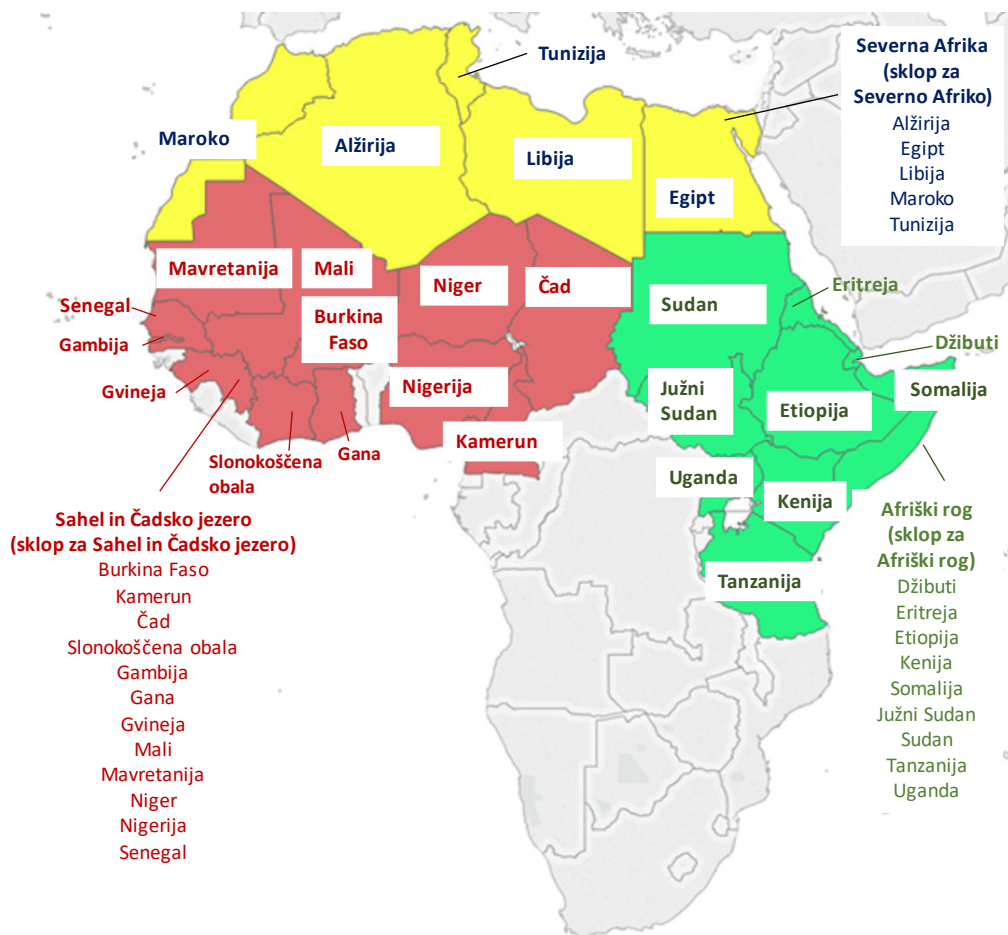 Tunizija
Maroko
Alžirija
Libija
Egipt
Severna Afrika
(sklop za
Severno Afriko)
Alžirija
Egipt
Libija
Maroko
Tunizija
Mavretanija
Mali
Niger
Čad
Senegal
Gambija
Burkina
Faso
Gvineja
Nigerija
Slonokoščena
obala
Gana
Kamerun
Sudan
Eritreja
Džibuti
Južni
Sudan
Etiopija
Somalija
Uganda
Kenija
Tanzanija
Sahel in Čadsko jezero
(sklop za Sahel in Čadsko jezero)
Burkina Faso
Kamerun
Čad
Slonokoščena obala
Gambija
Gana
Gvineja
Mali
Mavretanija
Niger
Nigerija
Senegal
Afriški rog
(sklop za
Afriški rog)
Džibuti
Eritreja
Etiopija
Kenija
Somalija
Južni Sudan
Sudan
Tanzanija
Uganda